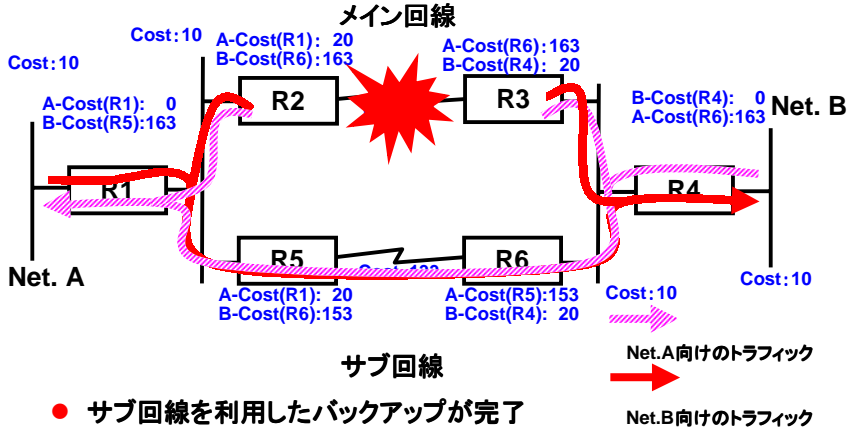 メイン回線
Cost:10
Cost:10
A-Cost(R1): 20
B-Cost(R6):163
A-Cost(R6):163
B-Cost(R4): 20
A-Cost(R1): 0
B-Cost(R5):163
B-Cost(R4): 0
A-Cost(R6):163
R2
R3
Net. B
R1
R4
R5
R6
Net. A
A-Cost(R1): 20
B-Cost(R6):153
A-Cost(R5):153
B-Cost(R4): 20
Cost:10
Cost:10
サブ回線
Net.A向けのトラフィック
Net.B向けのトラフィック
● サブ回線を利用したバックアップが完了